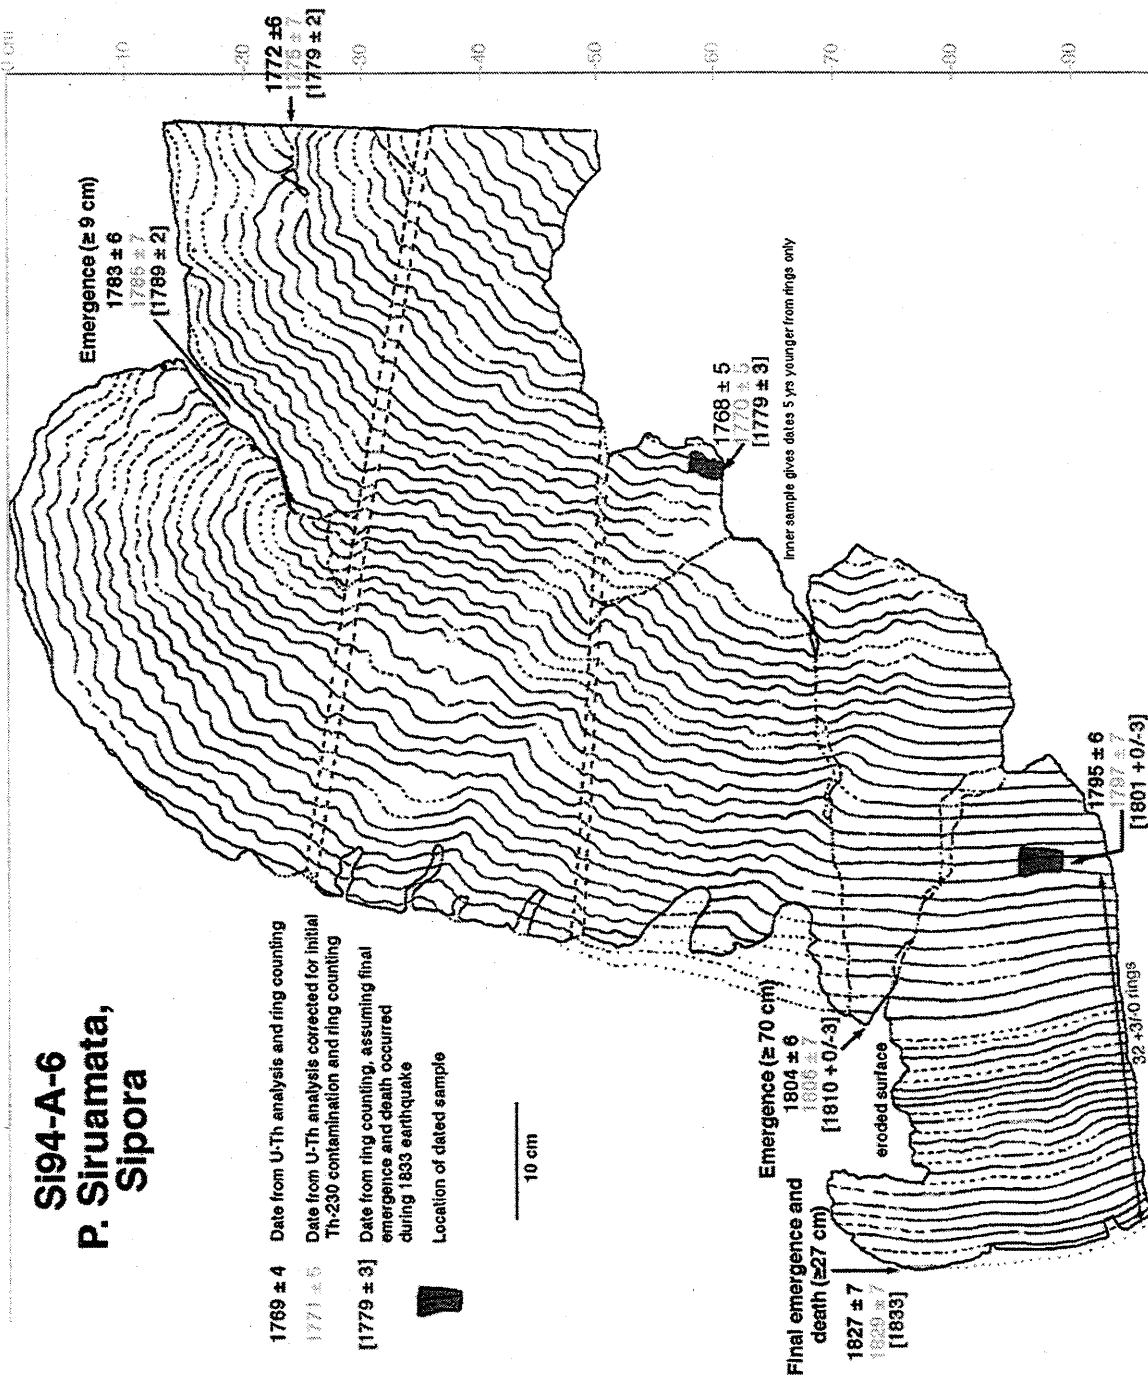 Si94-A-6
P. Siruamata,
Sipora
1769 ± 4 Date from U-Th analysis and ring counting
1771 ± 5 Date from U-Th analysis corrected for initial
Th-230 contamination and ring counting
[1779 ± 3] Date from ring counting, assuming final
emergence and death occurred
during 1833 earthquake
Location of dated sample
10 cm
0 cm
-10
-20
-30
-40
-50
-60
-70
-80
-90
1772 ±6
1775 ± 7
[1779 ± 2]
Emergence (≥ 9 cm)
1783 ± 6
1785 ± 7
[1789 ± 2]
1768 ± 5
1770 ± 5
[1779 ± 3]
Inner sample gives dates 5 yrs younger from rings only
1795 ± 6
1797 ± 7
[1801 +0/-3]
Emergence (≥ 70 cm)
1804 ± 6
1806 ± 7
[1810 +0/-3]
eroded surface
32 +3/-0 rings
Final emergence and
death (≥27 cm)
1827 ± 7
1829 ± 7
[1833]